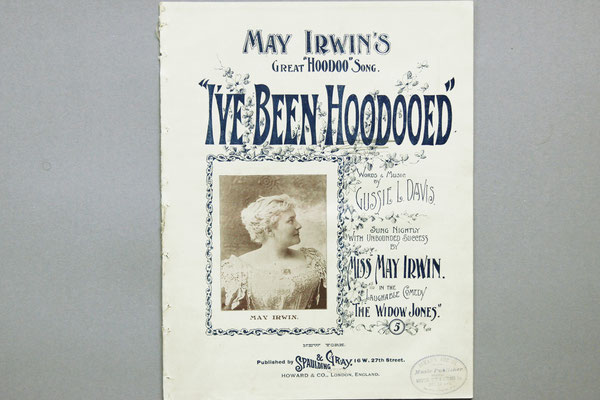 MAY IRWIN'S
GREAT "HOODOO" SONG.
"I'VE BEEN HOODOOED"
WORDS & MUSIC
BY
GUSSIE L. DAVIS
SUNG NIGHTLY
WITH UNBOUNDED SUCCESS
BY
MISS MAY IRWIN.
IN THE
LAUGHABLE COMEDY
"THE WIDOW JONES."
5
MAY IRWIN.
NEW YORK.
Published by SPAULDING & GRAY, 16 W. 27th Street.
HOWARD & CO., LONDON, ENGLAND.